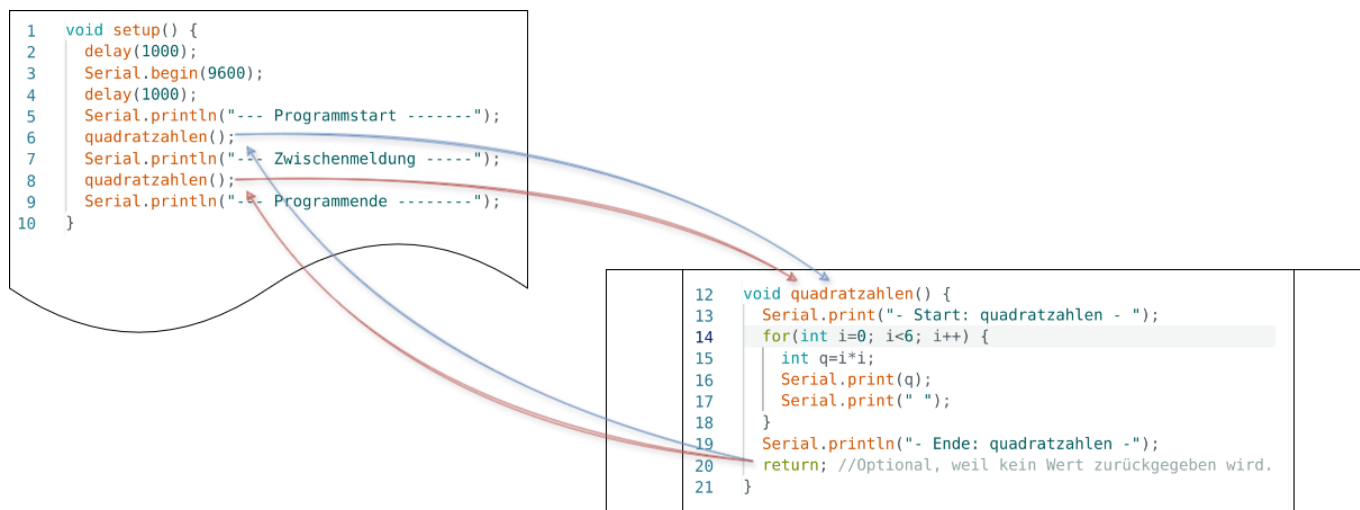 1 void setup() {
2 delay(1000);
3 Serial.begin(9600);
4 delay(1000);
5 Serial.println("--- Programmstart -------");
6 quadratzahlen();
7 Serial.println("--- Zwischenmeldung -----");
8 quadratzahlen();
9 Serial.println("--- Programmende --------");
10 }
12 void quadratzahlen() {
13 Serial.print("- Start: quadratzahlen - ");
14 for(int i=0; i<6; i++) {
15 int q=i*i;
16 Serial.print(q);
17 Serial.print(" ");
18 }
19 Serial.println("- Ende: quadratzahlen -");
20 return; //Optional, weil kein Wert zurückgegeben wird.
21 }